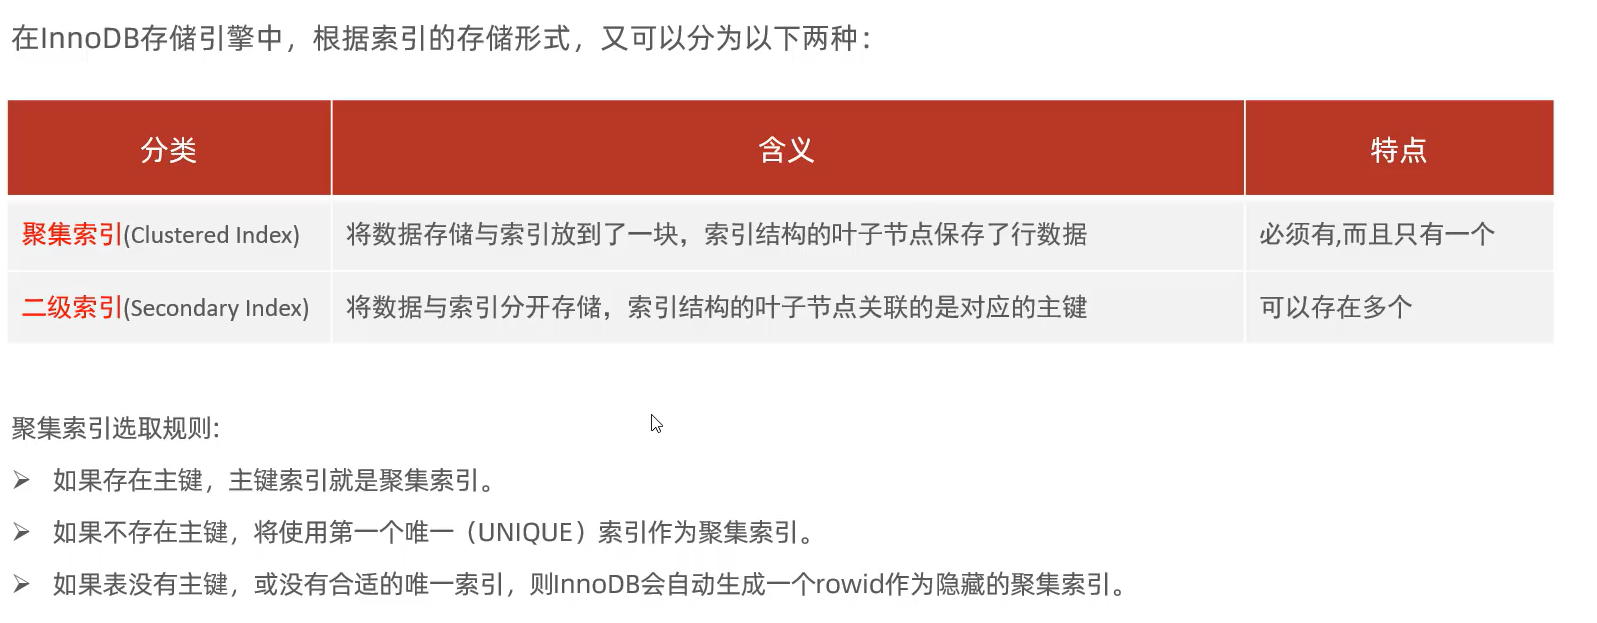 在InnoDB存储引擎中，根据索引的存储形式，又可以分为以下两种：
分类 含义 特点
聚集索引(Clustered Index) 将数据存储与索引放到了一块，索引结构的叶子节点保存了行数据 必须有,而且只有一个
二级索引(Secondary Index) 将数据与索引分开存储，索引结构的叶子节点关联的是对应的主键 可以存在多个
聚集索引选取规则:
➢ 如果存在主键，主键索引就是聚集索引。
➢ 如果不存在主键，将使用第一个唯一（UNIQUE）索引作为聚集索引。
➢ 如果表没有主键，或没有合适的唯一索引，则InnoDB会自动生成一个rowid作为隐藏的聚集索引。